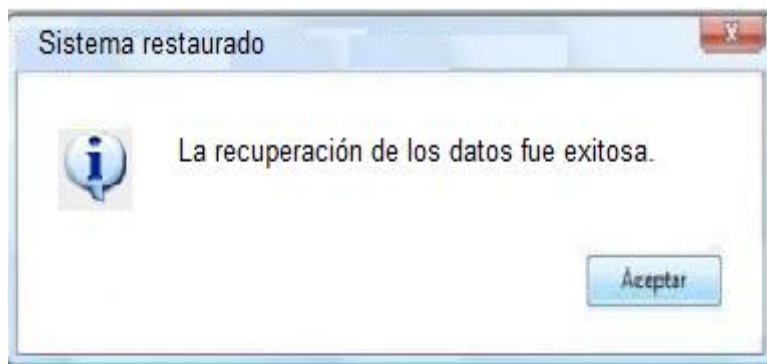 Sistema restaurado
La recuperación de los datos fue exitosa.
Aceptar